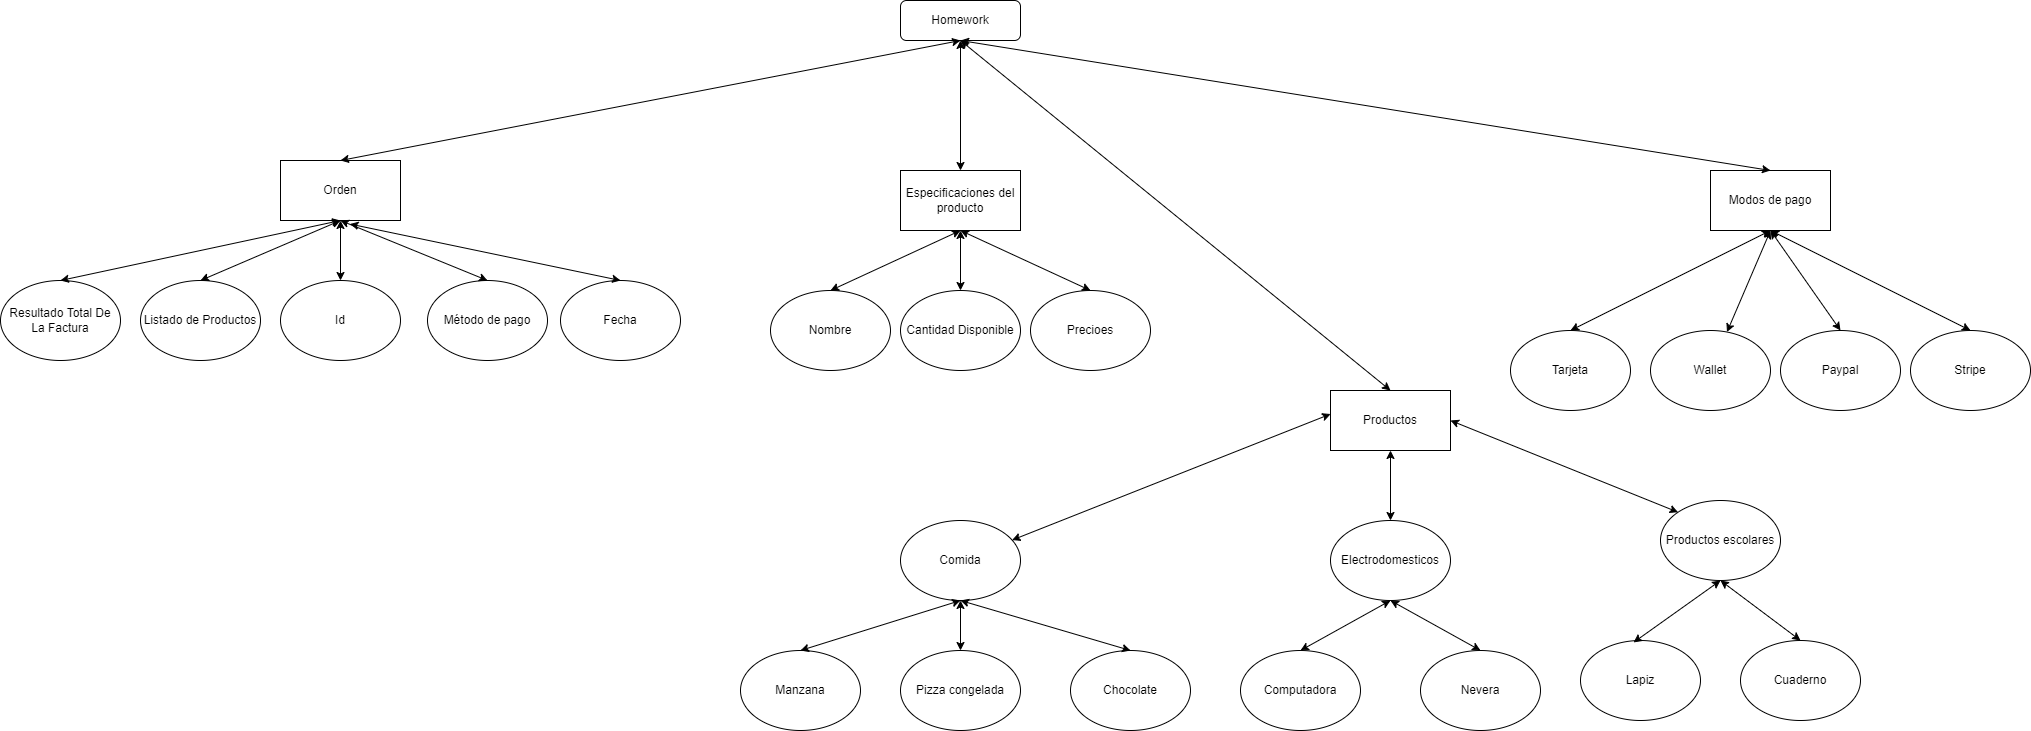 Homework
Orden
Especificaciones del
producto
Modos de pago
Resultado Total De
La Factura
Listado de Productos
Id
Método de pago
Fecha
Nombre
Cantidad Disponible
Precioes
Tarjeta
Wallet
Paypal
Stripe
Productos
Comida
Electrodomesticos
Productos escolares
Manzana
Pizza congelada
Chocolate
Computadora
Nevera
Lapiz
Cuaderno